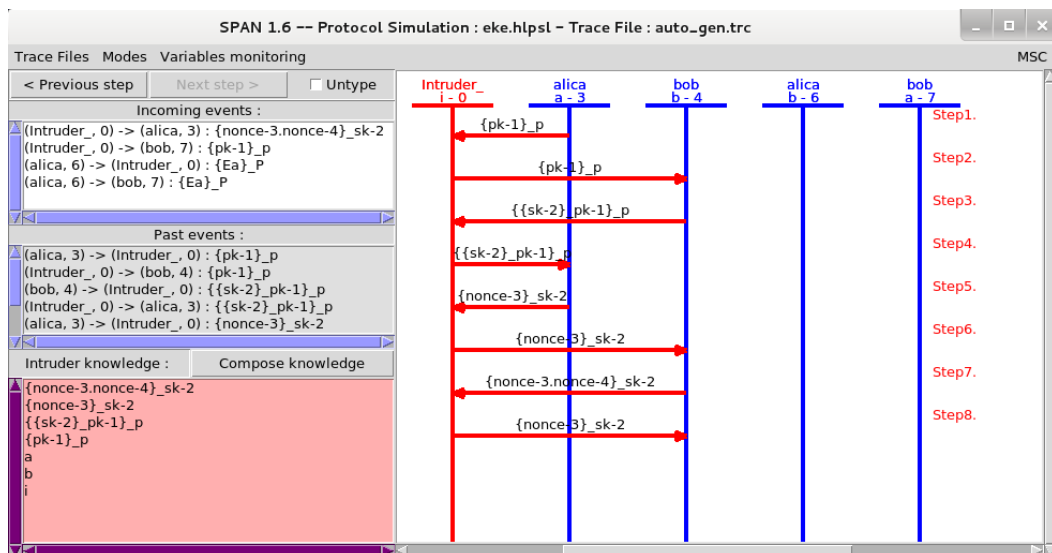 SPAN 1.6 -- Protocol Simulation : eke.hlpsl - Trace File : auto_gen.trc
Trace Files Modes Variables monitoring MSC
< Previous step Next step > Untype
Incoming events :
(Intruder_, 0) -> (alica, 3) : {nonce-3.nonce-4}_sk-2
(Intruder_, 0) -> (bob, 7) : {pk-1}_p
(alica, 6) -> (Intruder_, 0) : {Ea}_P
(alica, 6) -> (bob, 7) : {Ea}_P
Past events :
(alica, 3) -> (Intruder_, 0) : {pk-1}_p
(Intruder_, 0) -> (bob, 4) : {pk-1}_p
(bob, 4) -> (Intruder_, 0) : {{sk-2}_pk-1}_p
(Intruder_, 0) -> (alica, 3) : {{sk-2}_pk-1}_p
(alica, 3) -> (Intruder_, 0) : {nonce-3}_sk-2
Intruder knowledge : Compose knowledge
{nonce-3.nonce-4}_sk-2
{nonce-3}_sk-2
{{sk-2}_pk-1}_p
{pk-1}_p
a
b
i
Intruder_ alica bob alica bob
i - 0 a - 3 b - 4 b - 6 a - 7
Step1.
{pk-1}_p
Step2.
{pk-1}_p
Step3.
{{sk-2}_pk-1}_p
Step4.
{{sk-2}_pk-1}_p
Step5.
{nonce-3}_sk-2
Step6.
{nonce-3}_sk-2
Step7.
{nonce-3.nonce-4}_sk-2
Step8.
{nonce-3}_sk-2